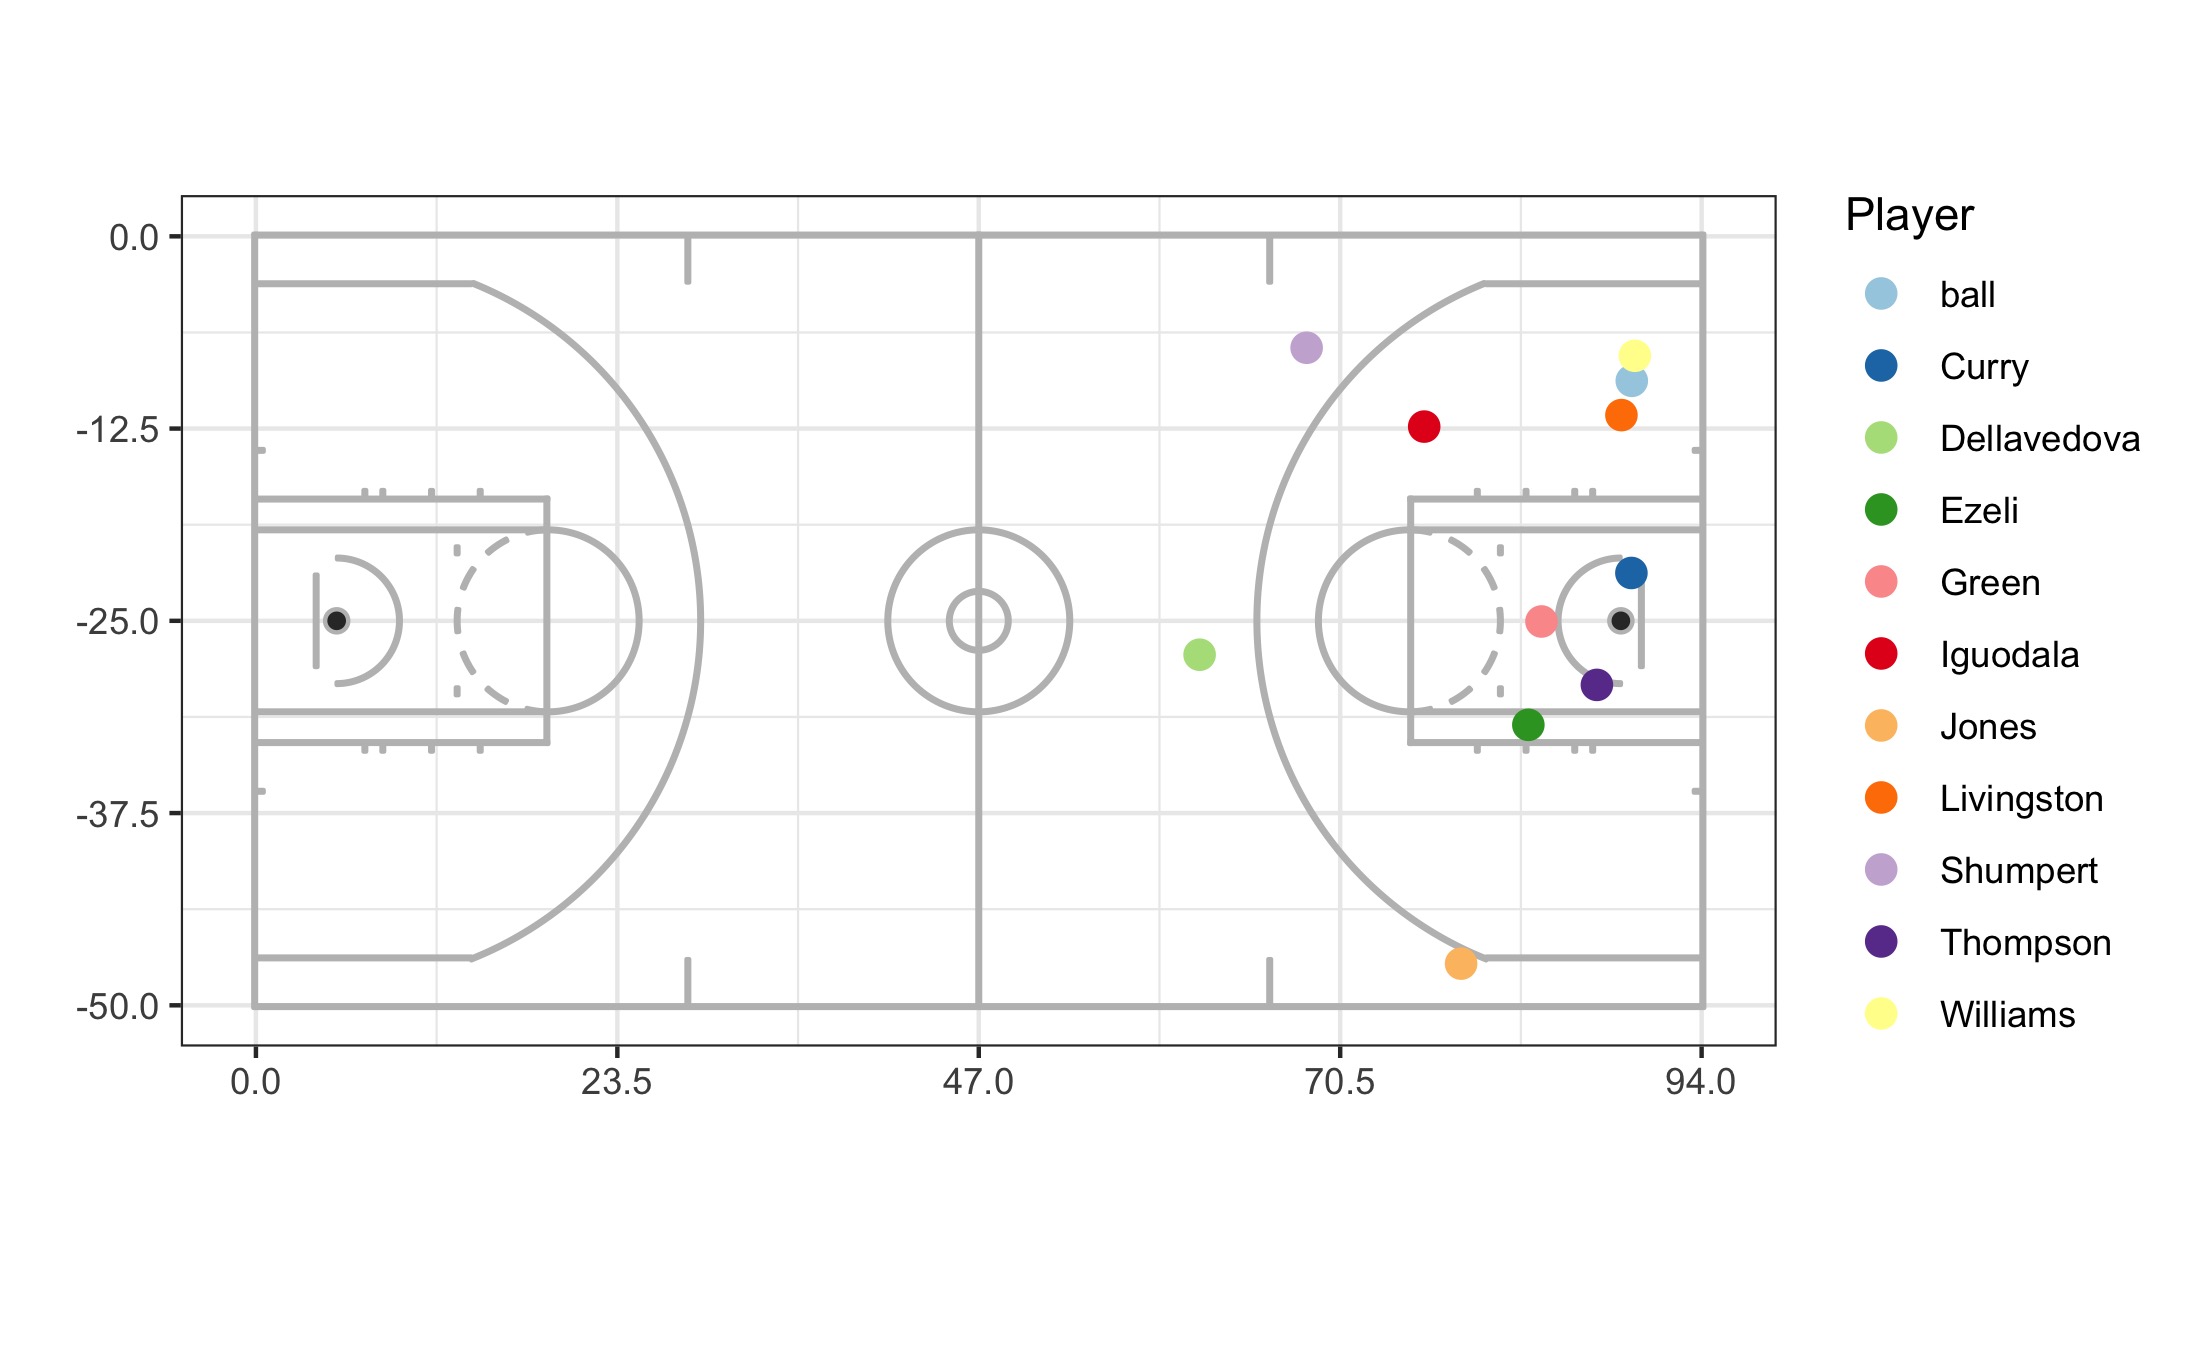 Player
0.0
-12.5
-25.0
-37.5
-50.0
0.0 23.5 47.0 70.5 94.0
ball
Curry
Dellavedova
Ezeli
Green
Iguodala
Jones
Livingston
Shumpert
Thompson
Williams